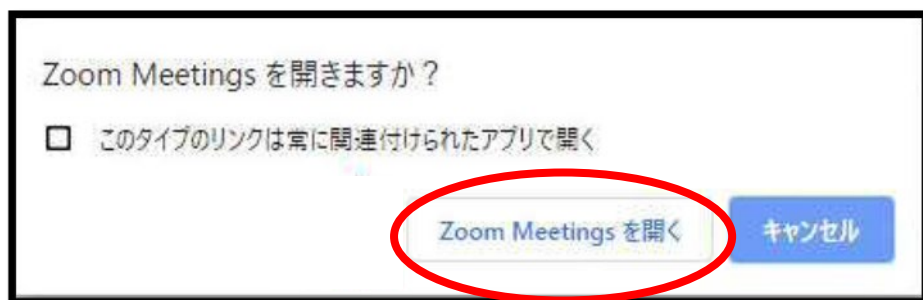 Zoom Meetings を開きますか？
このタイプのリンクは常に関連付けられたアプリで開く
Zoom Meetings を開く キャンセル